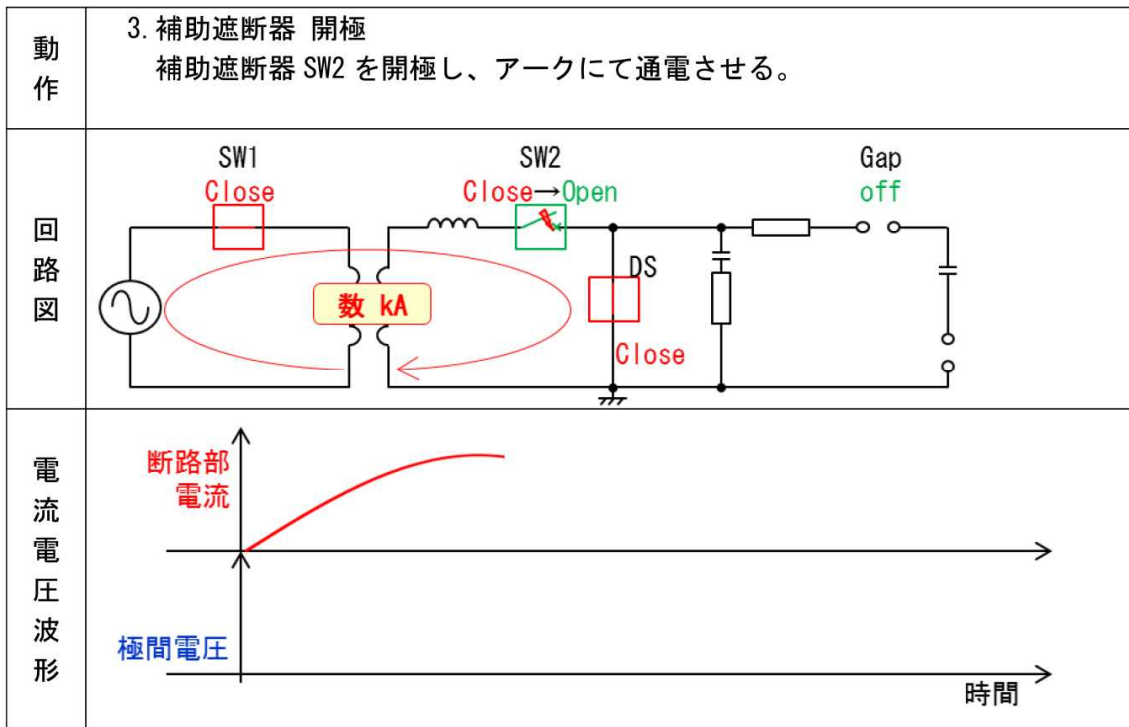 動作
3. 補助遮断器 開極
補助遮断器 SW2 を開極し、アークにて通電させる。
回路図
SW1
Close
SW2
Close→Open
Gap
off
数 kA
DS
Close
電流電圧波形
断路部
電流
極間電圧
時間